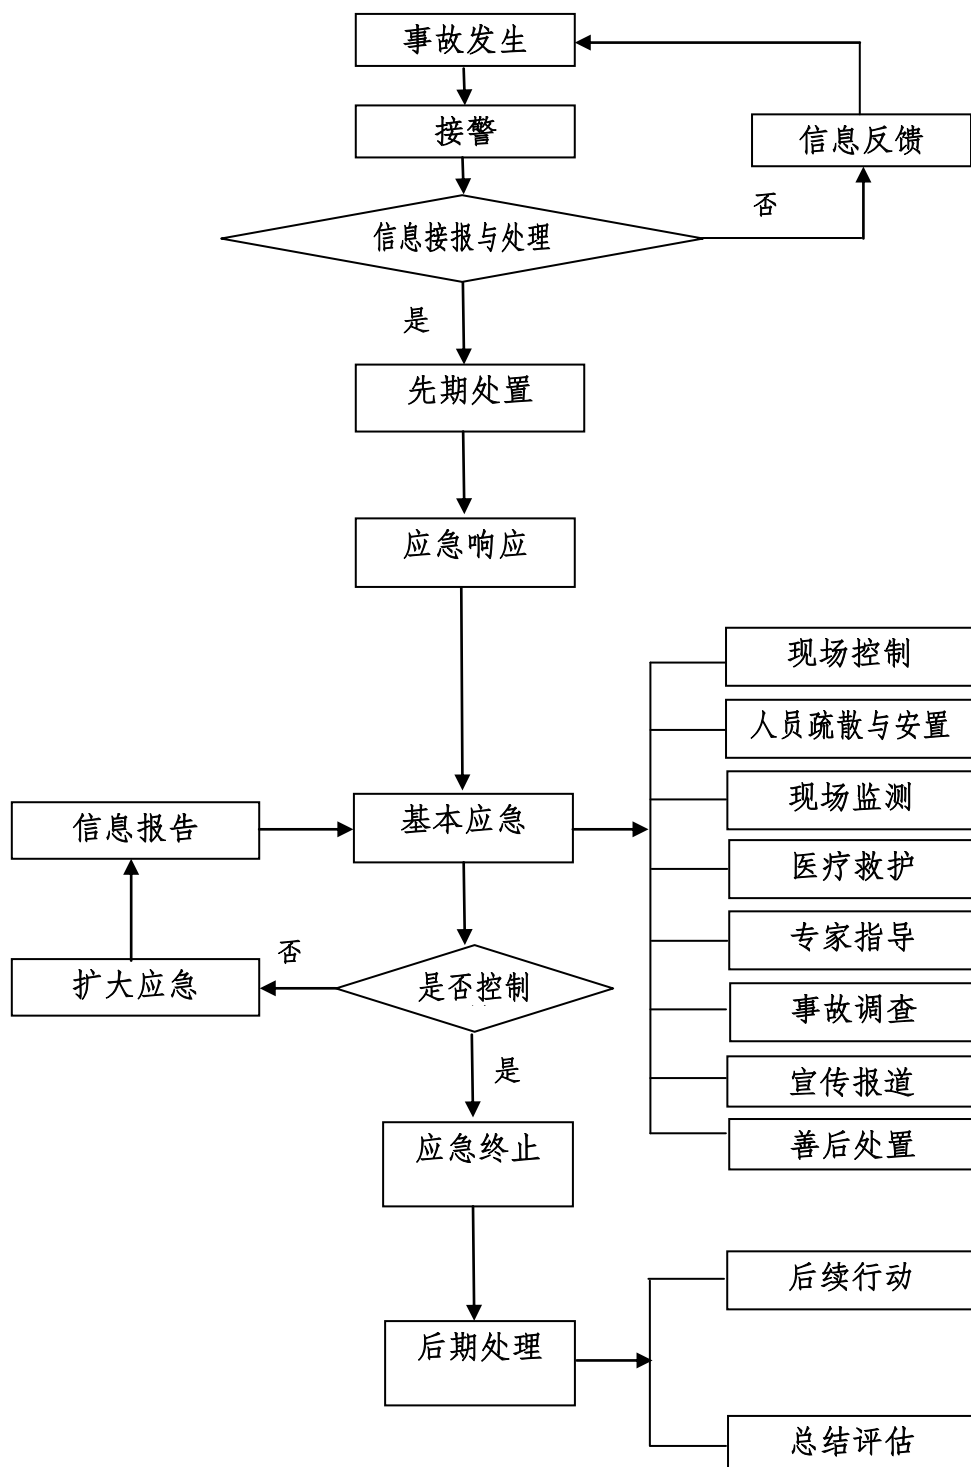 事故发生
接警
信息反馈
否
信息接报与处理
是
先期处置
应急响应
现场控制
人员疏散与安置
现场监测
信息报告
基本应急
医疗救护
专家指导
否
扩大应急
是否控制
事故调查
是
宣传报道
应急终止
善后处置
后续行动
后期处理
总结评估